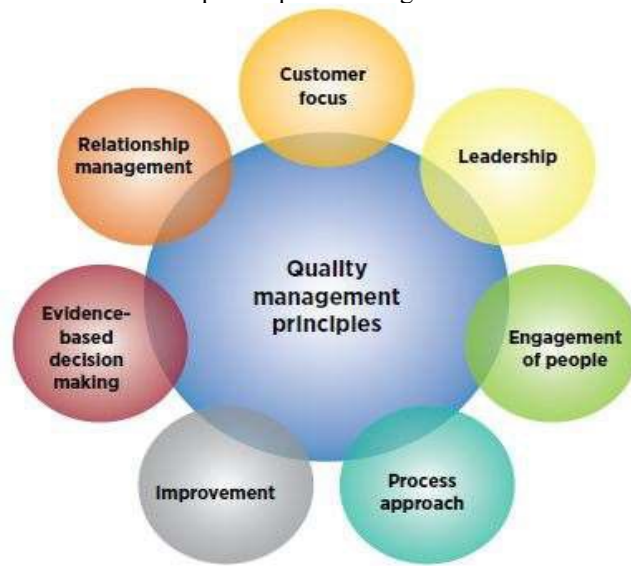 Customer
focus
Leadership
Engagement
of people
Process
approach
Improvement
Evidence-
based
decision
making
Relationship
management
Quality
management
principles